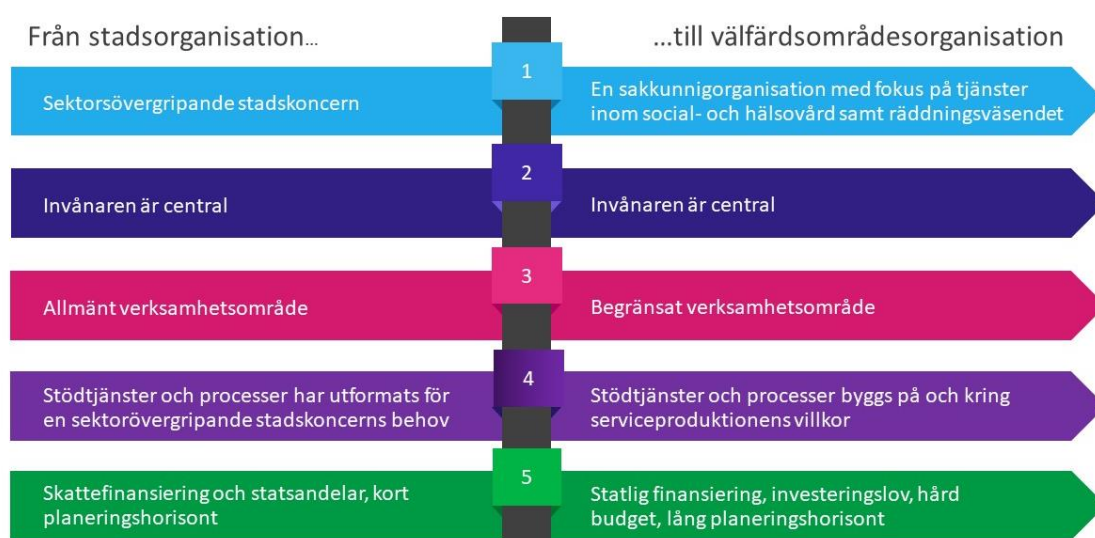 Från stadsorganisation...
...till välfärdsområdesorganisation
1
Sektorsövergripande stadskoncern
En sakkunnigorganisation med fokus på tjänster
inom social- och hälsovård samt räddningsväsendet
2
Invånaren är central
Invånaren är central
3
Allmänt verksamhetsområde
Begränsat verksamhetsområde
4
Stödtjänster och processer har utformats för
en sektorövergripande stadskoncerns behov
Stödtjänster och processer byggs på och kring
serviceproduktionens villkor
5
Skattefinansiering och statsandelar, kort
planeringshorisont
Statlig finansiering, investeringslov, hård
budget, lång planeringshorisont